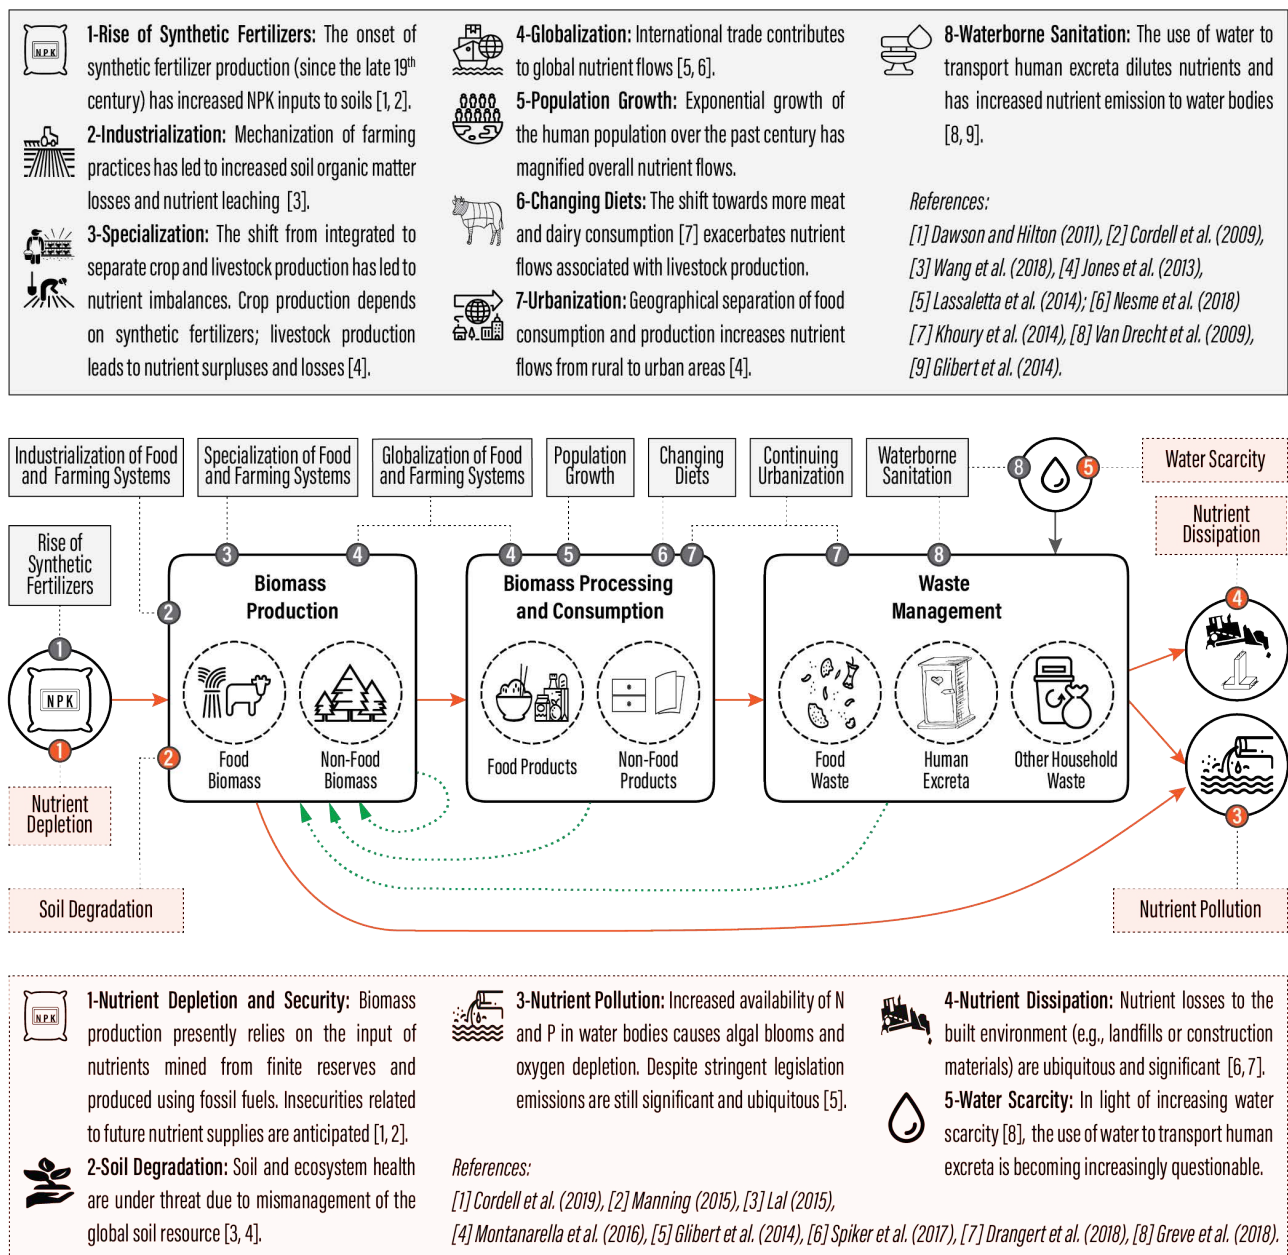 NPK
1-Rise of Synthetic Fertilizers: The onset of
synthetic fertilizer production (since the late 19th
century) has increased NPK inputs to soils [1, 2].
2-Industrialization: Mechanization of farming
practices has led to increased soil organic matter
losses and nutrient leaching [3].
3-Specialization: The shift from integrated to
separate crop and livestock production has led to
nutrient imbalances. Crop production depends
on synthetic fertilizers; livestock production
leads to nutrient surpluses and losses [4].
4-Globalization: International trade contributes
to global nutrient flows [5, 6].
5-Population Growth: Exponential growth of
the human population over the past century has
magnified overall nutrient flows.
6-Changing Diets: The shift towards more meat
and dairy consumption [7] exacerbates nutrient
flows associated with livestock production.
7-Urbanization: Geographical separation of food
consumption and production increases nutrient
flows from rural to urban areas [4].
8-Waterborne Sanitation: The use of water to
transport human excreta dilutes nutrients and
has increased nutrient emission to water bodies
[8, 9].
References:
[1] Dawson and Hilton (2011), [2] Cordell et al. (2009),
[3] Wang et al. (2018), [4] Jones et al. (2013),
[5] Lassaletta et al. (2014); [6] Nesme et al. (2018)
[7] Khoury et al. (2014), [8] Van Drecht et al. (2009),
[9] Glibert et al. (2014).
Industrialization of Food
and Farming Systems
Specialization of Food
and Farming Systems
Globalization of Food
and Farming Systems
Population
Growth
Changing
Diets
Continuing
Urbanization
Waterborne
Sanitation
8
5
Water Scarcity
Nutrient
Dissipation
Rise of
Synthetic
Fertilizers
3
4
4
5
6
7
7
8
4
2
1
Biomass
Production
Biomass Processing
and Consumption
Waste
Management
NPK
1
2
Food
Biomass
Non-Food
Biomass
Food Products
Non-Food
Products
Food
Waste
Human
Excreta
Other Household
Waste
3
Nutrient
Depletion
Soil Degradation
Nutrient Pollution
NPK
1-Nutrient Depletion and Security: Biomass
production presently relies on the input of
nutrients mined from finite reserves and
produced using fossil fuels. Insecurities related
to future nutrient supplies are anticipated [1, 2].
2-Soil Degradation: Soil and ecosystem health
are under threat due to mismanagement of the
global soil resource [3, 4].
3-Nutrient Pollution: Increased availability of N
and P in water bodies causes algal blooms and
oxygen depletion. Despite stringent legislation
emissions are still significant and ubiquitous [5].
4-Nutrient Dissipation: Nutrient losses to the
built environment (e.g., landfills or construction
materials) are ubiquitous and significant [6, 7].
5-Water Scarcity: In light of increasing water
scarcity [8], the use of water to transport human
excreta is becoming increasingly questionable.
References:
[1] Cordell et al. (2019), [2] Manning (2015), [3] Lal (2015),
[4] Montanarella et al. (2016), [5] Glibert et al. (2014), [6] Spiker et al. (2017), [7] Drangert et al. (2018), [8] Greve et al. (2018).